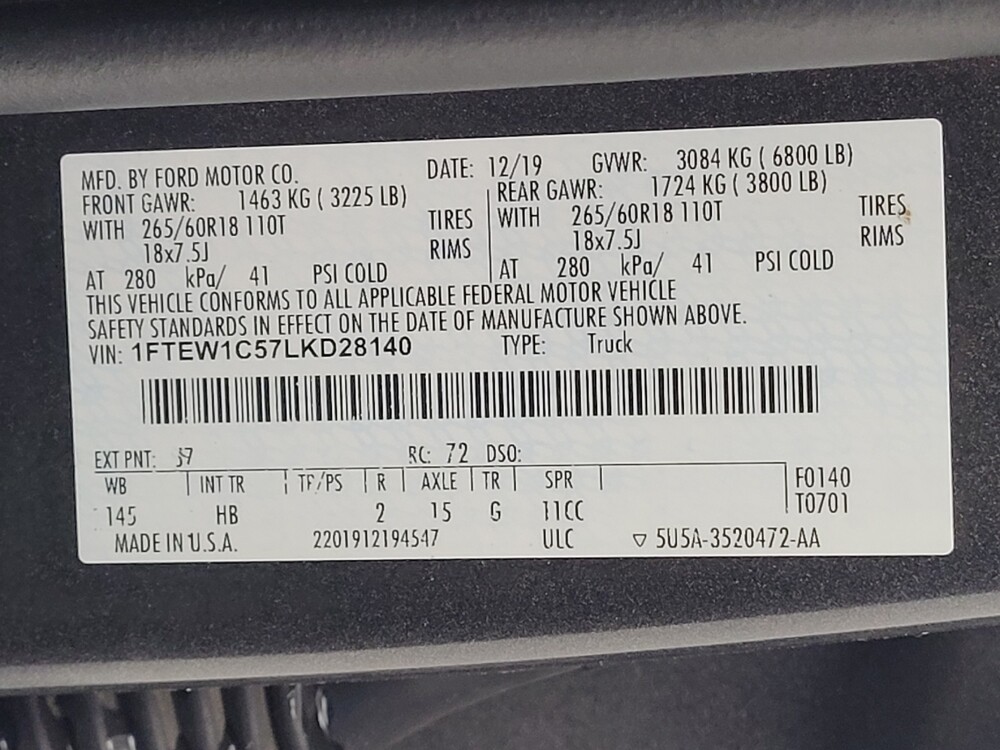 MFD. BY FORD MOTOR CO. DATE: 12/19 GVWR: 3084 KG ( 6800 LB)
FRONT GAWR: 1463 KG ( 3225 LB) REAR GAWR: 1724 KG ( 3800 LB)
WITH 265/60R18 110T TIRES WITH 265/60R18 110T TIRES
18x7.5J RIMS 18x7.5J RIMS
AT 280 kPa/ 41 PSI COLD AT 280 kPa/ 41 PSI COLD
THIS VEHICLE CONFORMS TO ALL APPLICABLE FEDERAL MOTOR VEHICLE
SAFETY STANDARDS IN EFFECT ON THE DATE OF MANUFACTURE SHOWN ABOVE.
VIN: 1FTEW1C57LKD28140 TYPE: Truck
EXT PNT: RC: 72 DSO:
WB INT TR TP/PS R AXLE TR SPR F0140
145 HB 2 15 G 11CC T0701
MADE IN U.S.A. 2201912194547 ULC ▽ 5U5A-3520472-AA